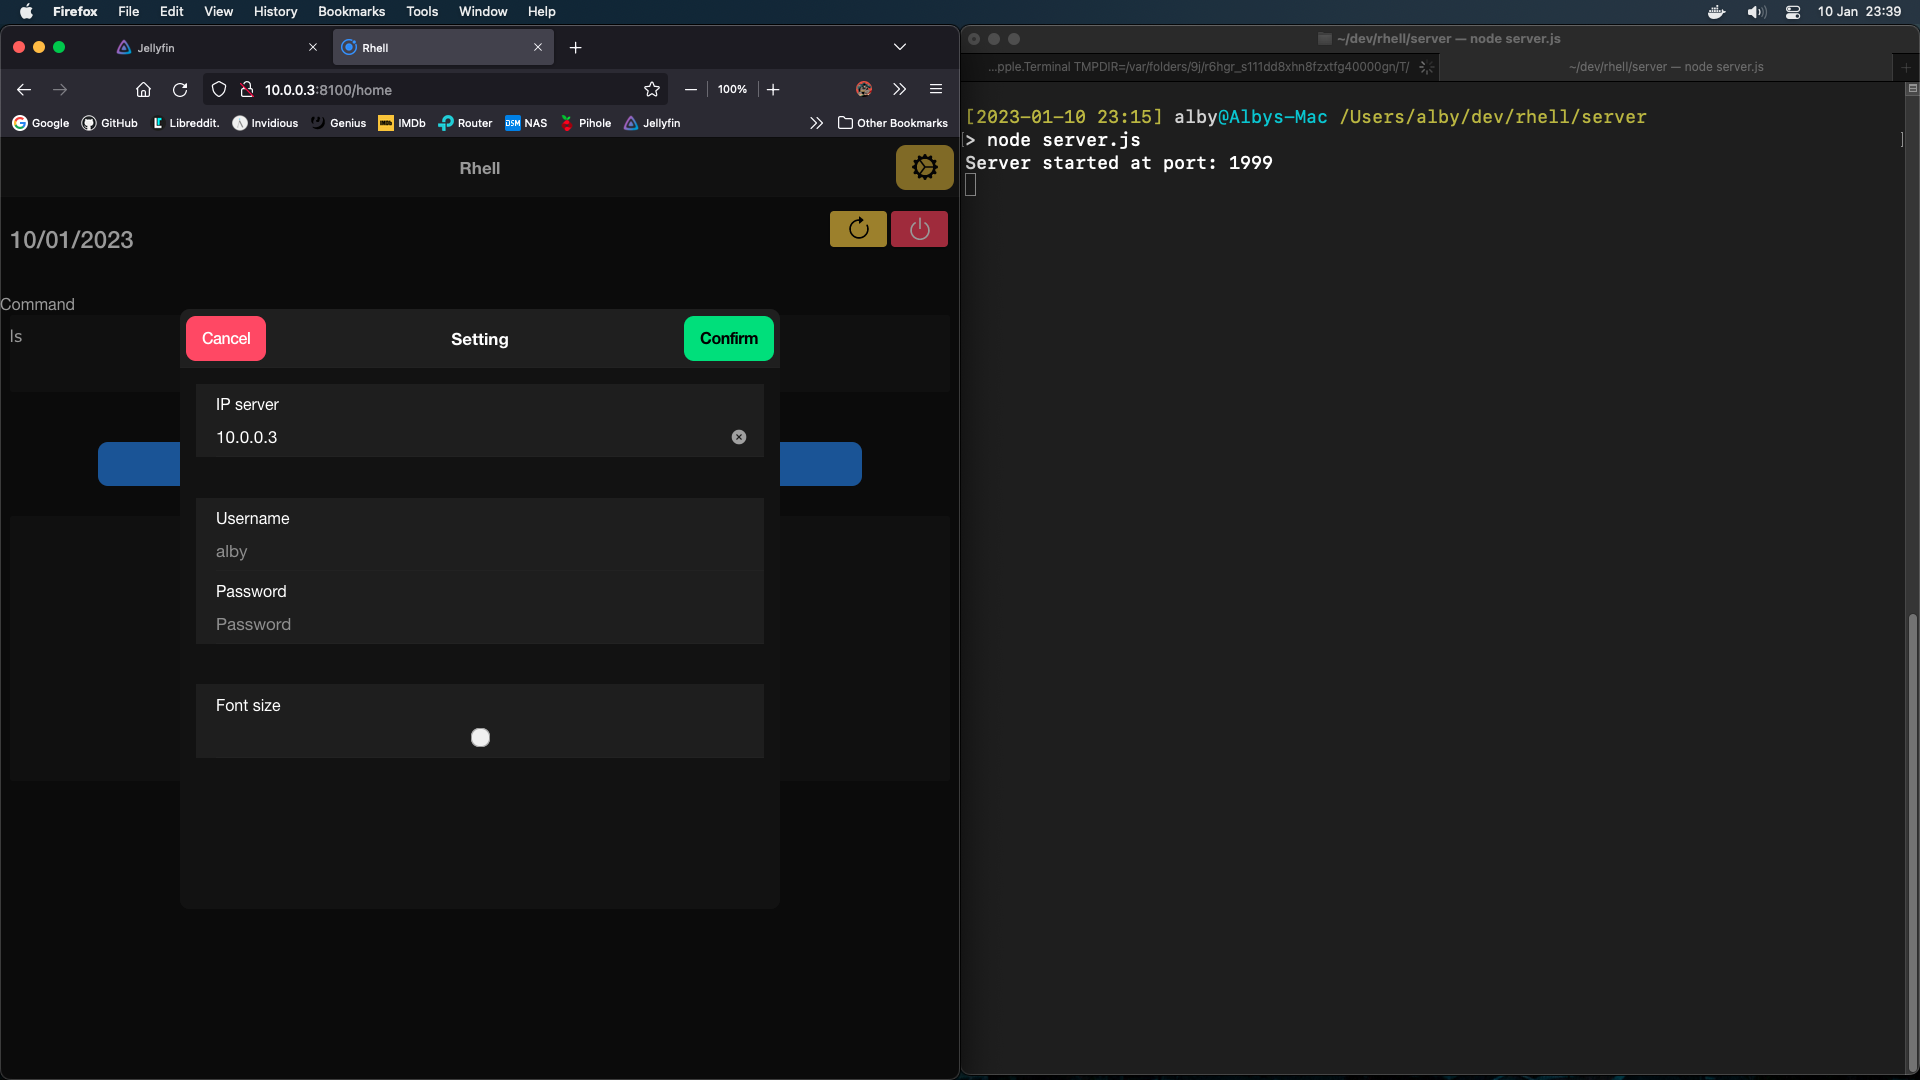 Firefox File Edit View History Bookmarks Tools Window Help 10 Jan 23:39
Jellyfin Rhell
10.0.0.3:8100/home 100%
Google GitHub Libreddit. Invidious Genius IMDb Router DSM NAS Pihole Jellyfin Other Bookmarks
Rhell
10/01/2023
Command
ls
Cancel Setting Confirm
IP server
10.0.0.3
Username
alby
Password
Password
Font size
~/dev/rhell/server — node server.js
...pple.Terminal TMPDIR=/var/folders/9j/r6hgr_s111dd8xhn8fzxtfg40000gn/T/ ~/dev/rhell/server — node server.js
[2023-01-10 23:15] alby@Albys-Mac /Users/alby/dev/rhell/server
[> node server.js ]
Server started at port: 1999